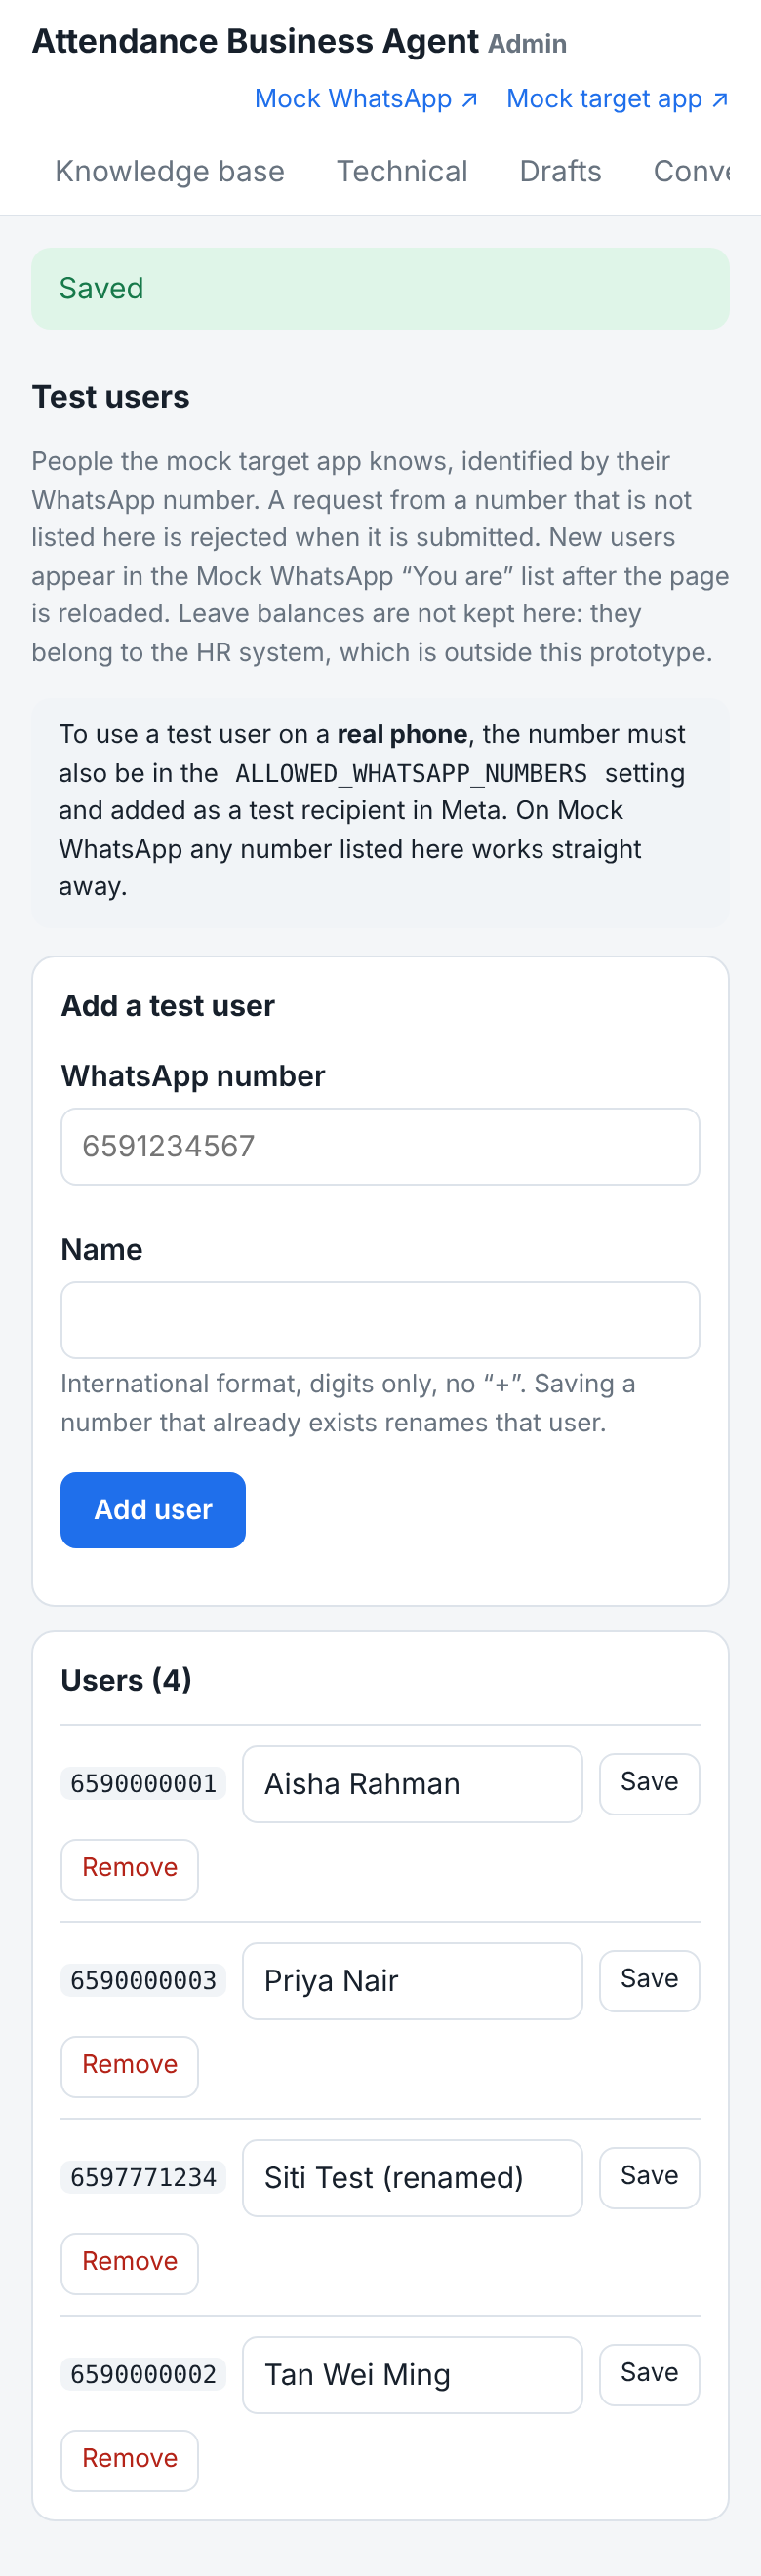 Attendance Business Agent Admin
Mock WhatsApp ↗ Mock target app ↗
Knowledge base Technical Drafts Conve
Saved
Test users
People the mock target app knows, identified by their
WhatsApp number. A request from a number that is not
listed here is rejected when it is submitted. New users
appear in the Mock WhatsApp “You are” list after the page
is reloaded. Leave balances are not kept here: they
belong to the HR system, which is outside this prototype.
To use a test user on a real phone, the number must
also be in the ALLOWED_WHATSAPP_NUMBERS setting
and added as a test recipient in Meta. On Mock
WhatsApp any number listed here works straight
away.
Add a test user
WhatsApp number
6591234567
Name
International format, digits only, no “+”. Saving a
number that already exists renames that user.
Add user
Users (4)
6590000001 Aisha Rahman Save
Remove
6590000003 Priya Nair Save
Remove
6597771234 Siti Test (renamed) Save
Remove
6590000002 Tan Wei Ming Save
Remove